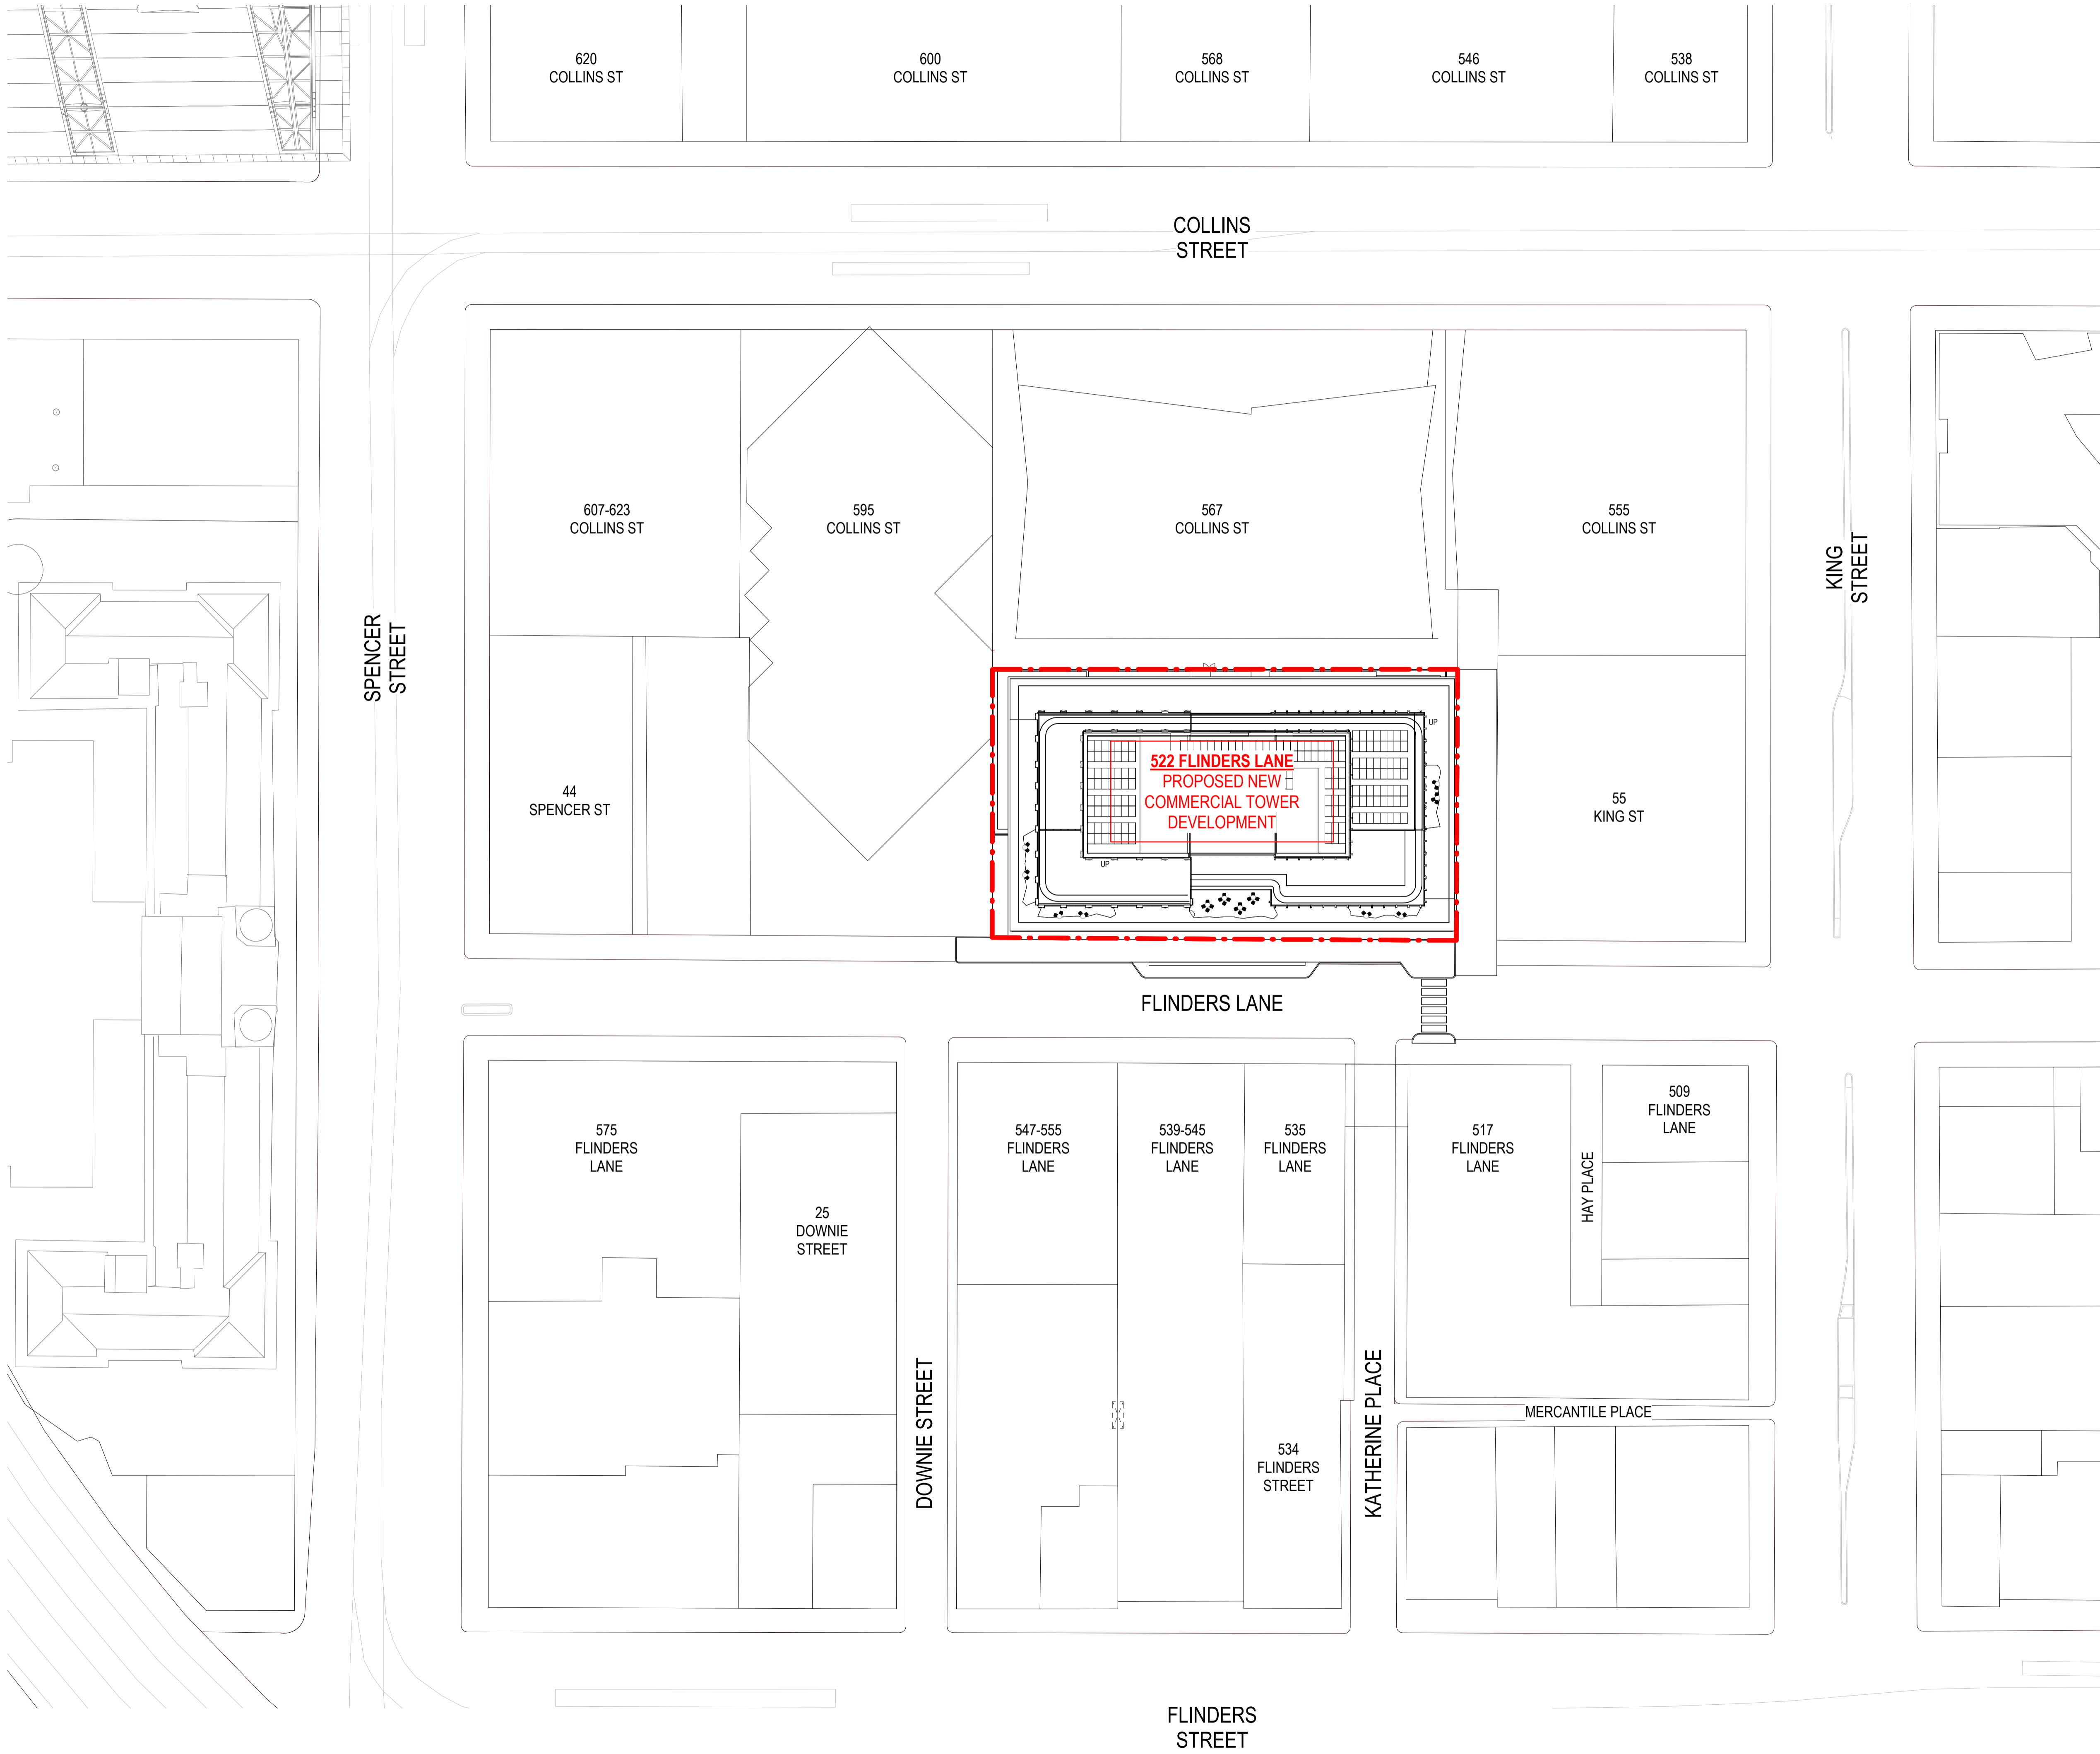 620
COLLINS ST
600
COLLINS ST
568
COLLINS ST
546
COLLINS ST
538
COLLINS ST
COLLINS
STREET
607-623
COLLINS ST
595
COLLINS ST
567
COLLINS ST
555
COLLINS ST
KING
STREET
SPENCER
STREET
44
SPENCER ST
UP
522 FLINDERS LANE
PROPOSED NEW
COMMERCIAL TOWER
DEVELOPMENT
UP
55
KING ST
FLINDERS LANE
575
FLINDERS
LANE
25
DOWNIE
STREET
547-555
FLINDERS
LANE
539-545
FLINDERS
LANE
535
FLINDERS
LANE
517
FLINDERS
LANE
509
FLINDERS
LANE
HAY PLACE
DOWNIE STREET
KATHERINE PLACE
MERCANTILE PLACE
534
FLINDERS
STREET
FLINDERS
STREET